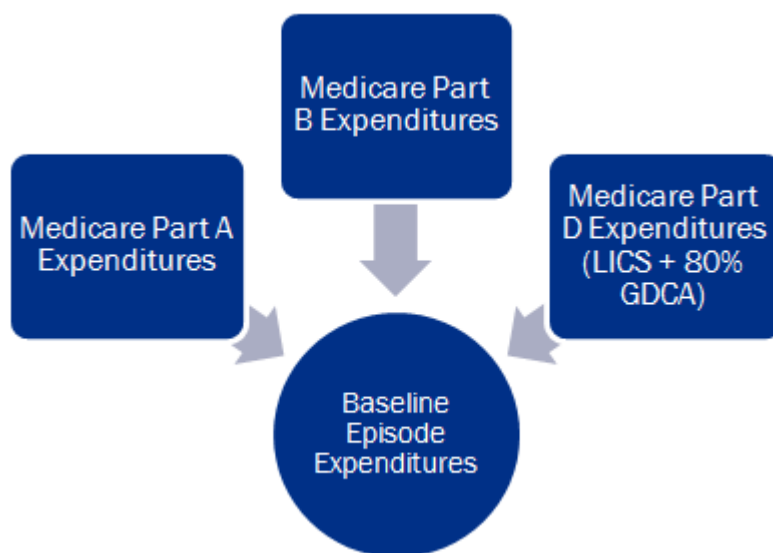 Medicare Part
B Expenditures
Medicare Part A
Expenditures
Medicare Part
D Expenditures
(LICS + 80%
GDCA)
Baseline
Episode
Expenditures